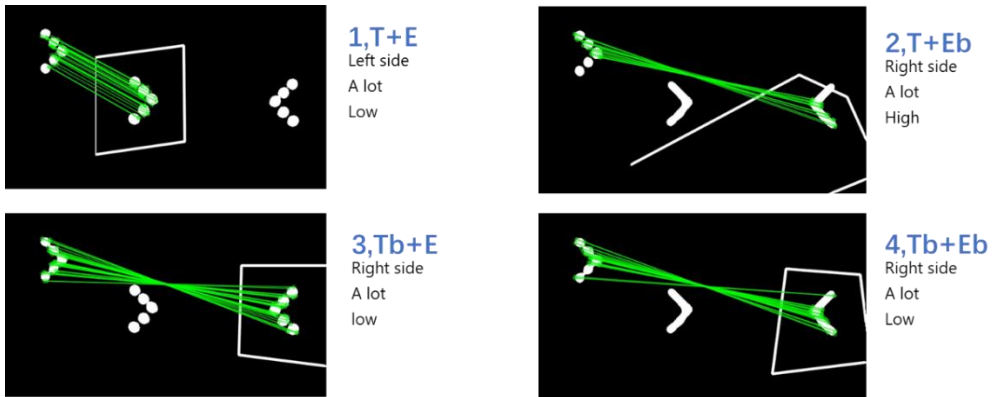 1,T+E
Left side
A lot
Low
2,T+Eb
Right side
A lot
High
3,Tb+E
Right side
A lot
low
4,Tb+Eb
Right side
A lot
Low